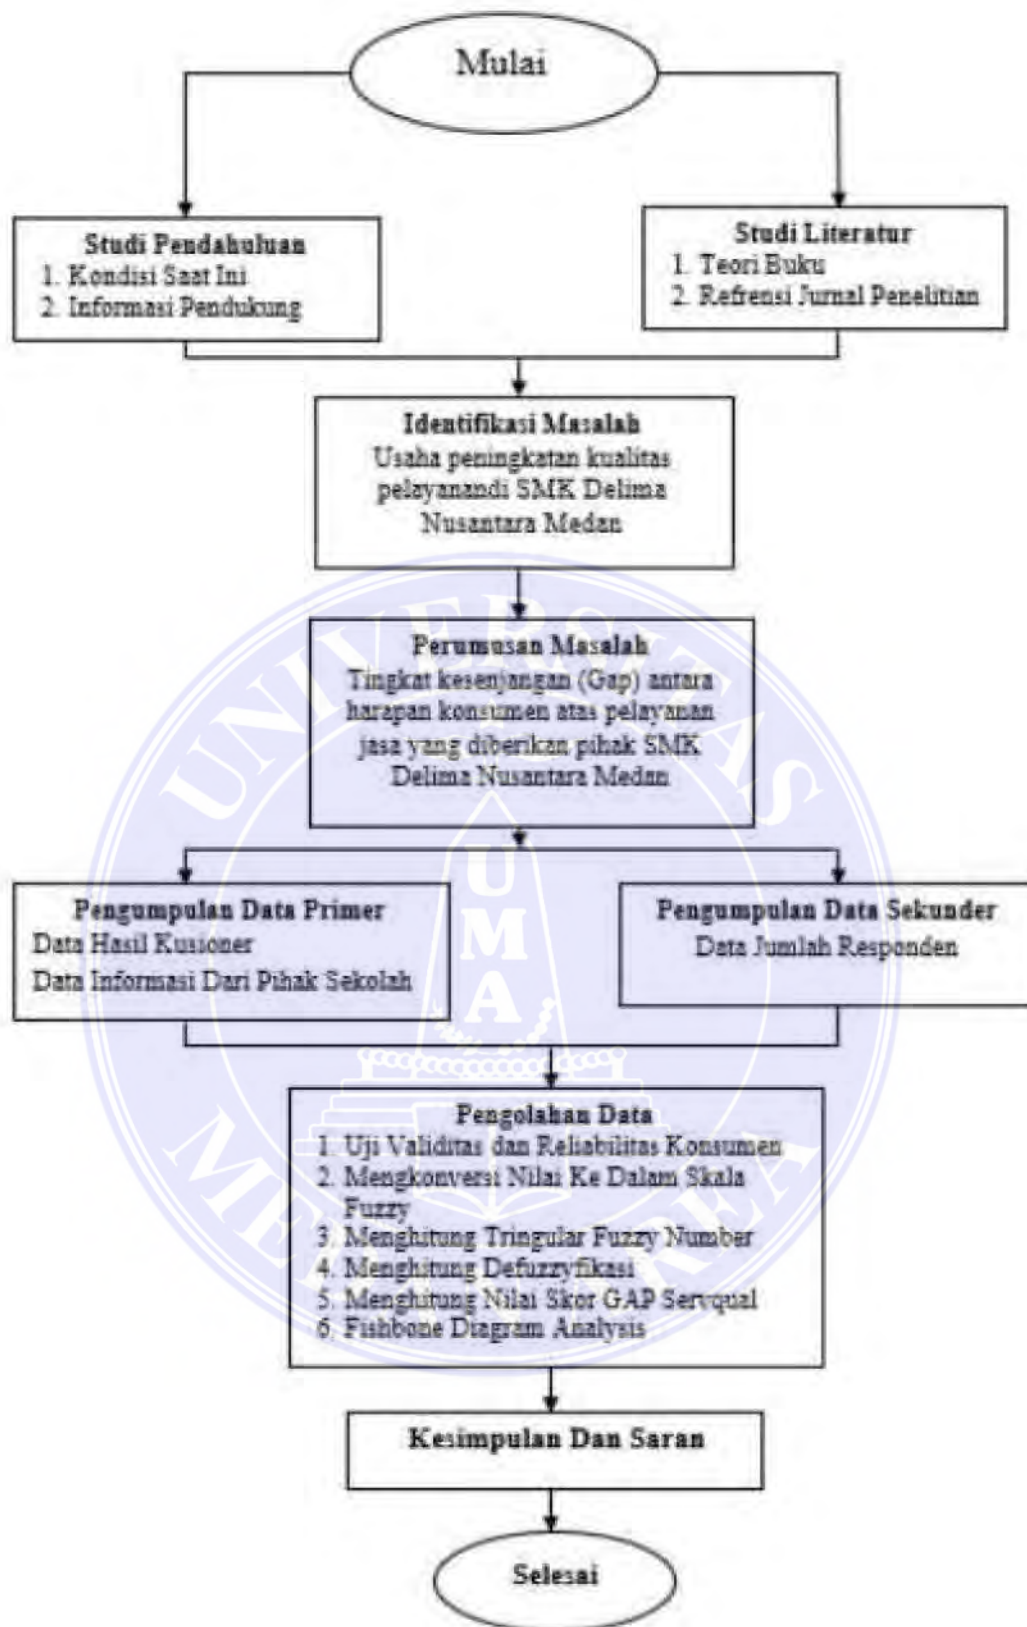 Mulai
Studi Pendahuluan
1. Kondisi Saat Ini
2. Informasi Pendukung
Studi Literatur
1. Teori Buku
2. Refrensi Jurnal Penelitian
Identifikasi Masalah
Usaha peningkatan kualitas
pelayanandi SMK Delima
Nusantara Medan
Perumusan Masalah
Tingkat kesenjangan (Gap) antara
harapan konsumen atas pelayanan
jasa yang diberikan pihak SMK
Delima Nusantara Medan
Pengumpulan Data Primer
Data Hasil Kusioner
Data Informasi Dari Pihak Sekolah
Pengumpulan Data Sekunder
Data Jumlah Responden
Pengolahan Data
1. Uji Validitas dan Reliabilitas Konsumen
2. Mengkonversi Nilai Ke Dalam Skala
Fuzzy
3. Menghitung Tringular Fuzzy Number
4. Menghitung Defuzzyfikasi
5. Menghitung Nilai Skor GAP Servqual
6. Fishbone Diagram Analysis
Kesimpulan Dan Saran
Selesai
UNIVERSITAS
UMA
MEDAN AREA